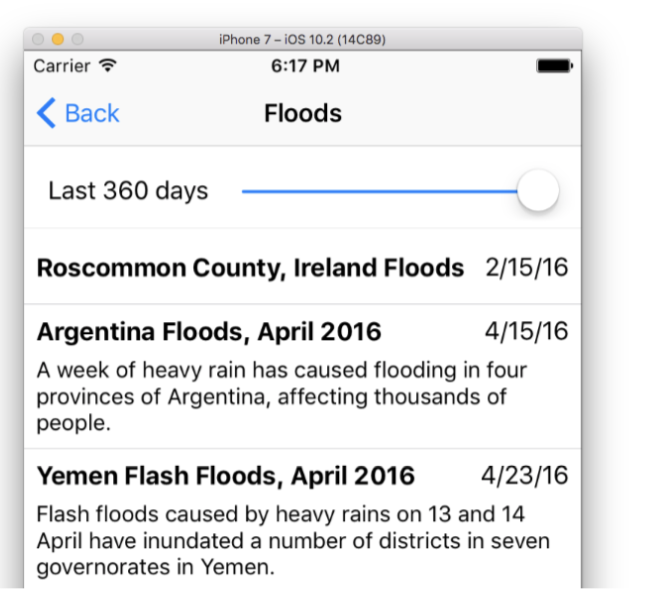 iPhone 7 – iOS 10.2 (14C89)
Carrier 6:17 PM
Back Floods
Last 360 days
Roscommon County, Ireland Floods 2/15/16
Argentina Floods, April 2016 4/15/16
A week of heavy rain has caused flooding in four
provinces of Argentina, affecting thousands of
people.
Yemen Flash Floods, April 2016 4/23/16
Flash floods caused by heavy rains on 13 and 14
April have inundated a number of districts in seven
governorates in Yemen.